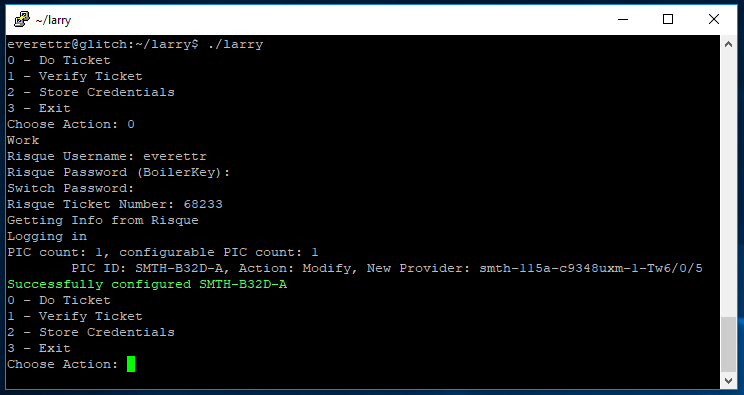 ~/larry
everettr@glitch:~/larry$ ./larry
0 - Do Ticket
1 - Verify Ticket
2 - Store Credentials
3 - Exit
Choose Action: 0
Work
Risque Username: everettr
Risque Password (BoilerKey):
Switch Password:
Risque Ticket Number: 68233
Getting Info from Risque
Logging in
PIC count: 1, configurable PIC count: 1
PIC ID: SMTH-B32D-A, Action: Modify, New Provider: smth-115a-c9348uxm-1-Tw6/0/5
Successfully configured SMTH-B32D-A
0 - Do Ticket
1 - Verify Ticket
2 - Store Credentials
3 - Exit
Choose Action: